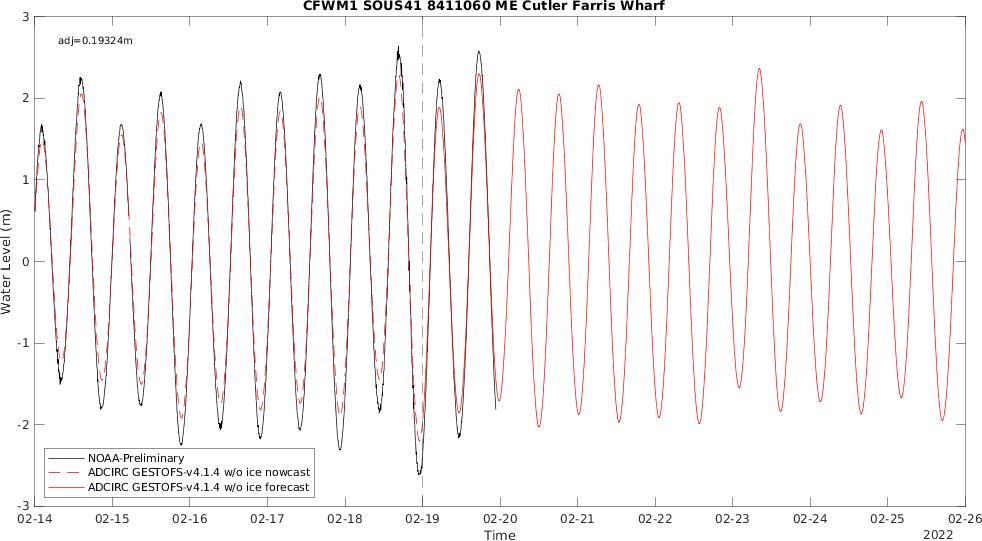 CFWM1 SOUS41 8411060 ME Cutler Farris Wharf
adj=0.19324m
3
2
1
0
-1
-2
-3
Water Level (m)
NOAA-Preliminary
ADCIRC GESTOFS-v4.1.4 w/o ice nowcast
ADCIRC GESTOFS-v4.1.4 w/o ice forecast
02-14 02-15 02-16 02-17 02-18 02-19 02-20 02-21 02-22 02-23 02-24 02-25 02-26
Time
2022